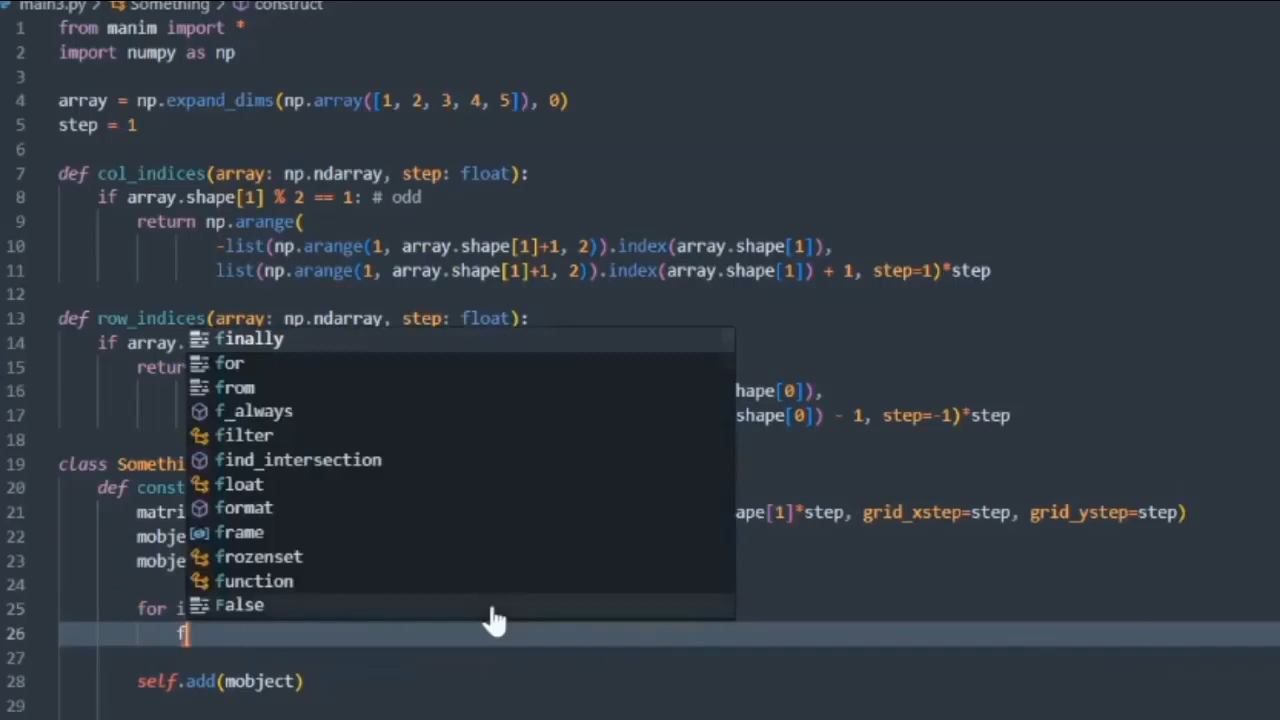 main3.py > Something > construct
1 from manim import *
2 import numpy as np
3
4 array = np.expand_dims(np.array([1, 2, 3, 4, 5]), 0)
5 step = 1
6
7 def col_indices(array: np.ndarray, step: float):
8 if array.shape[1] % 2 == 1: # odd
9 return np.arange(
10 -list(np.arange(1, array.shape[1]+1, 2)).index(array.shape[1]),
11 list(np.arange(1, array.shape[1]+1, 2)).index(array.shape[1]) + 1, step=1)*step
12
13 def row_indices(array: np.ndarray, step: float):
14 if array.
15 retur
16 hape[0]),
17 shape[0]) - 1, step=-1)*step
18
19 class Somethi
20 def const
21 matri ape[1]*step, grid_xstep=step, grid_ystep=step)
22 mobje
23 mobje
24
25 for i
26 f
27
28 self.add(mobject)
29
finally
for
from
f_always
filter
find_intersection
float
format
frame
frozenset
function
False